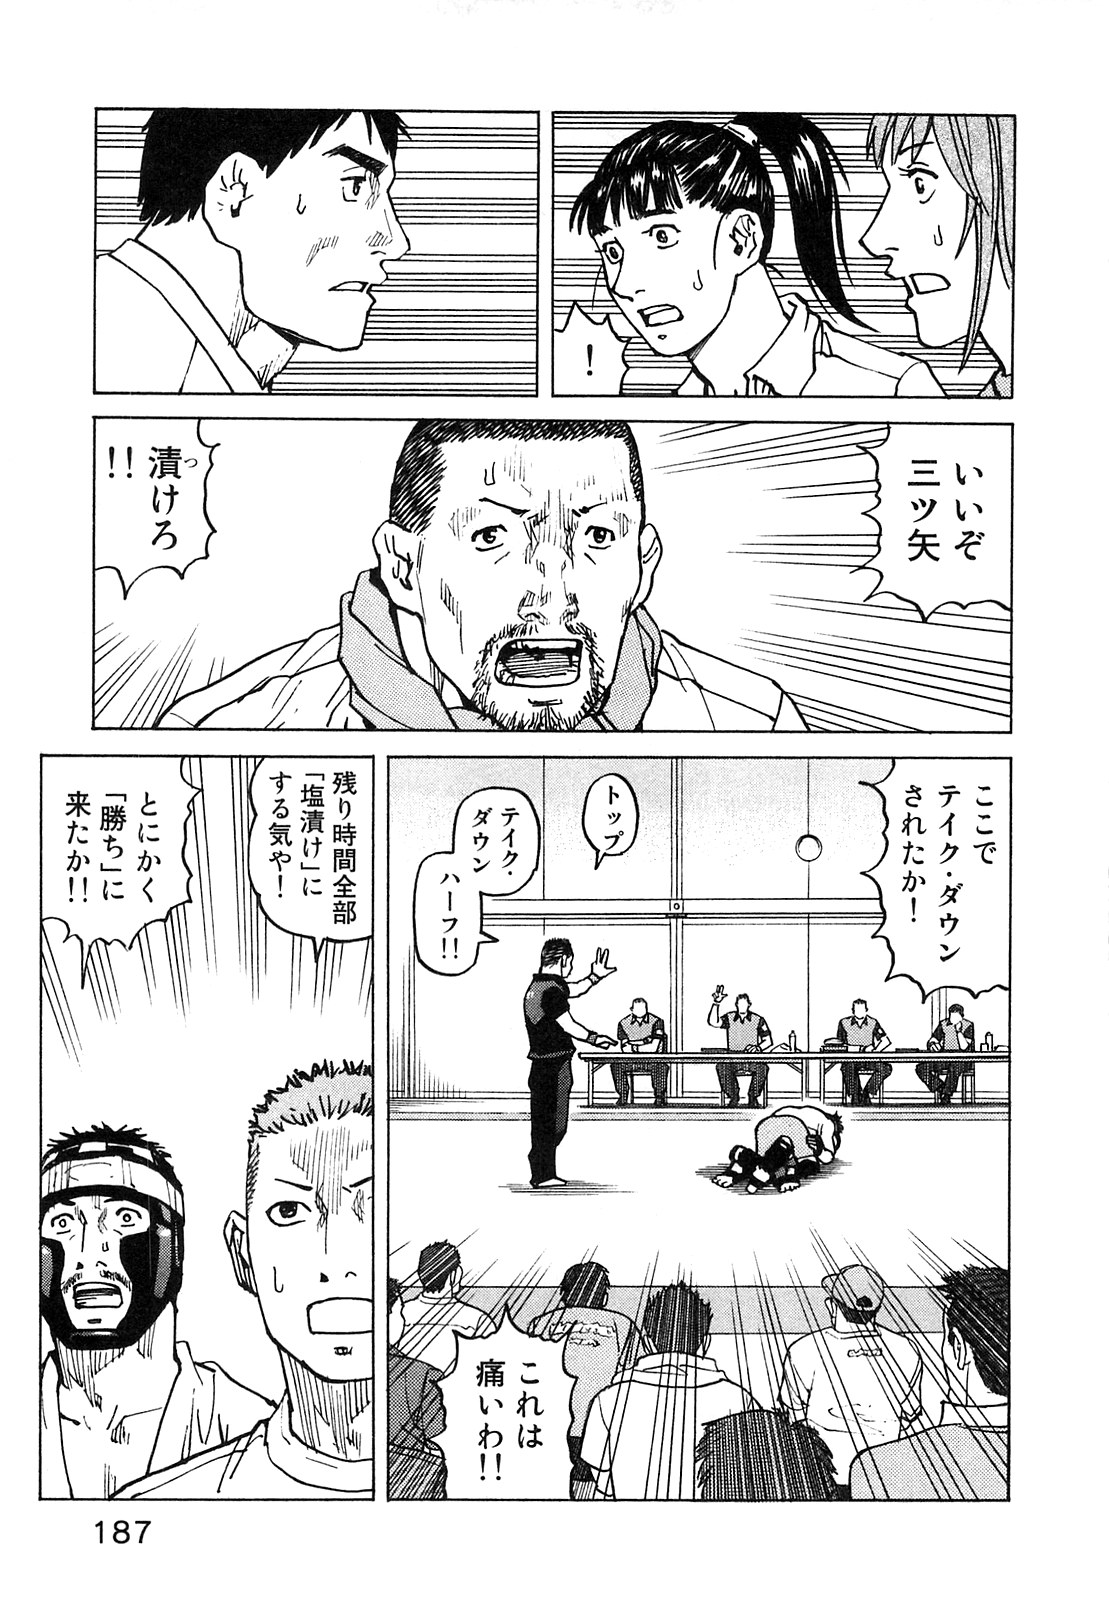 ！
いいぞ
三ツ矢
漬けろ
っ
！！
ここで
テイク・ダウン
されたか！
トップ
テイク・
ダウン
ハーフ！！
これは
痛いわ！！
残り時間全部
「塩漬け」に
する気や！
とにかく
「勝ち」に
来たか！！
187